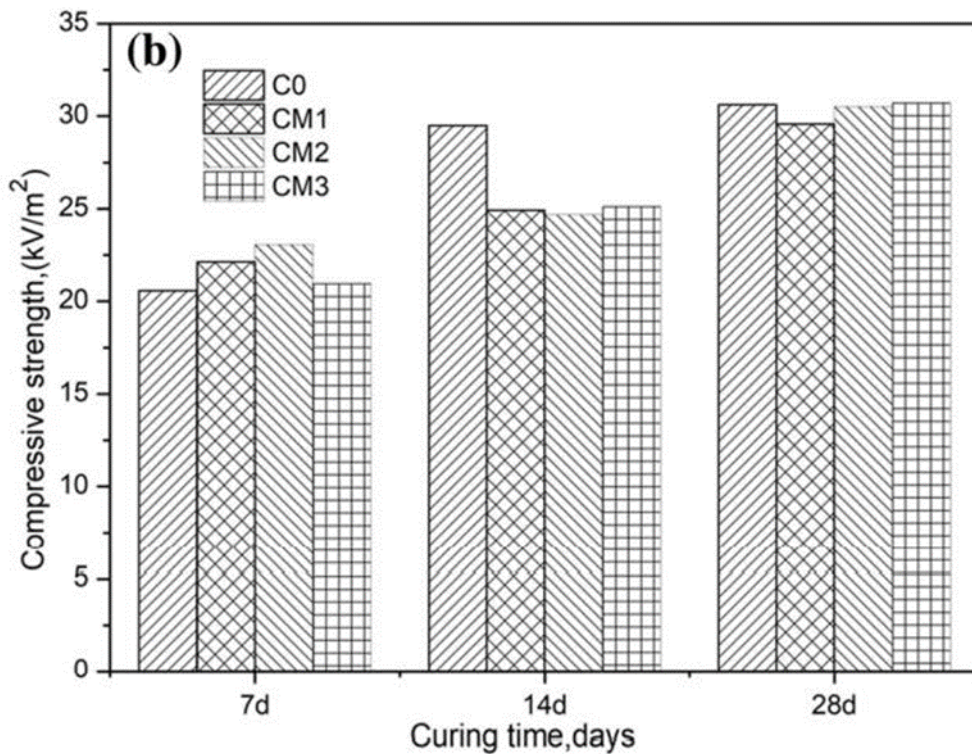 (b)
C0
CM1
CM2
CM3
Compressive strength,(kV/m²)
35
30
25
20
15
10
5
0
7d 14d 28d
Curing time,days